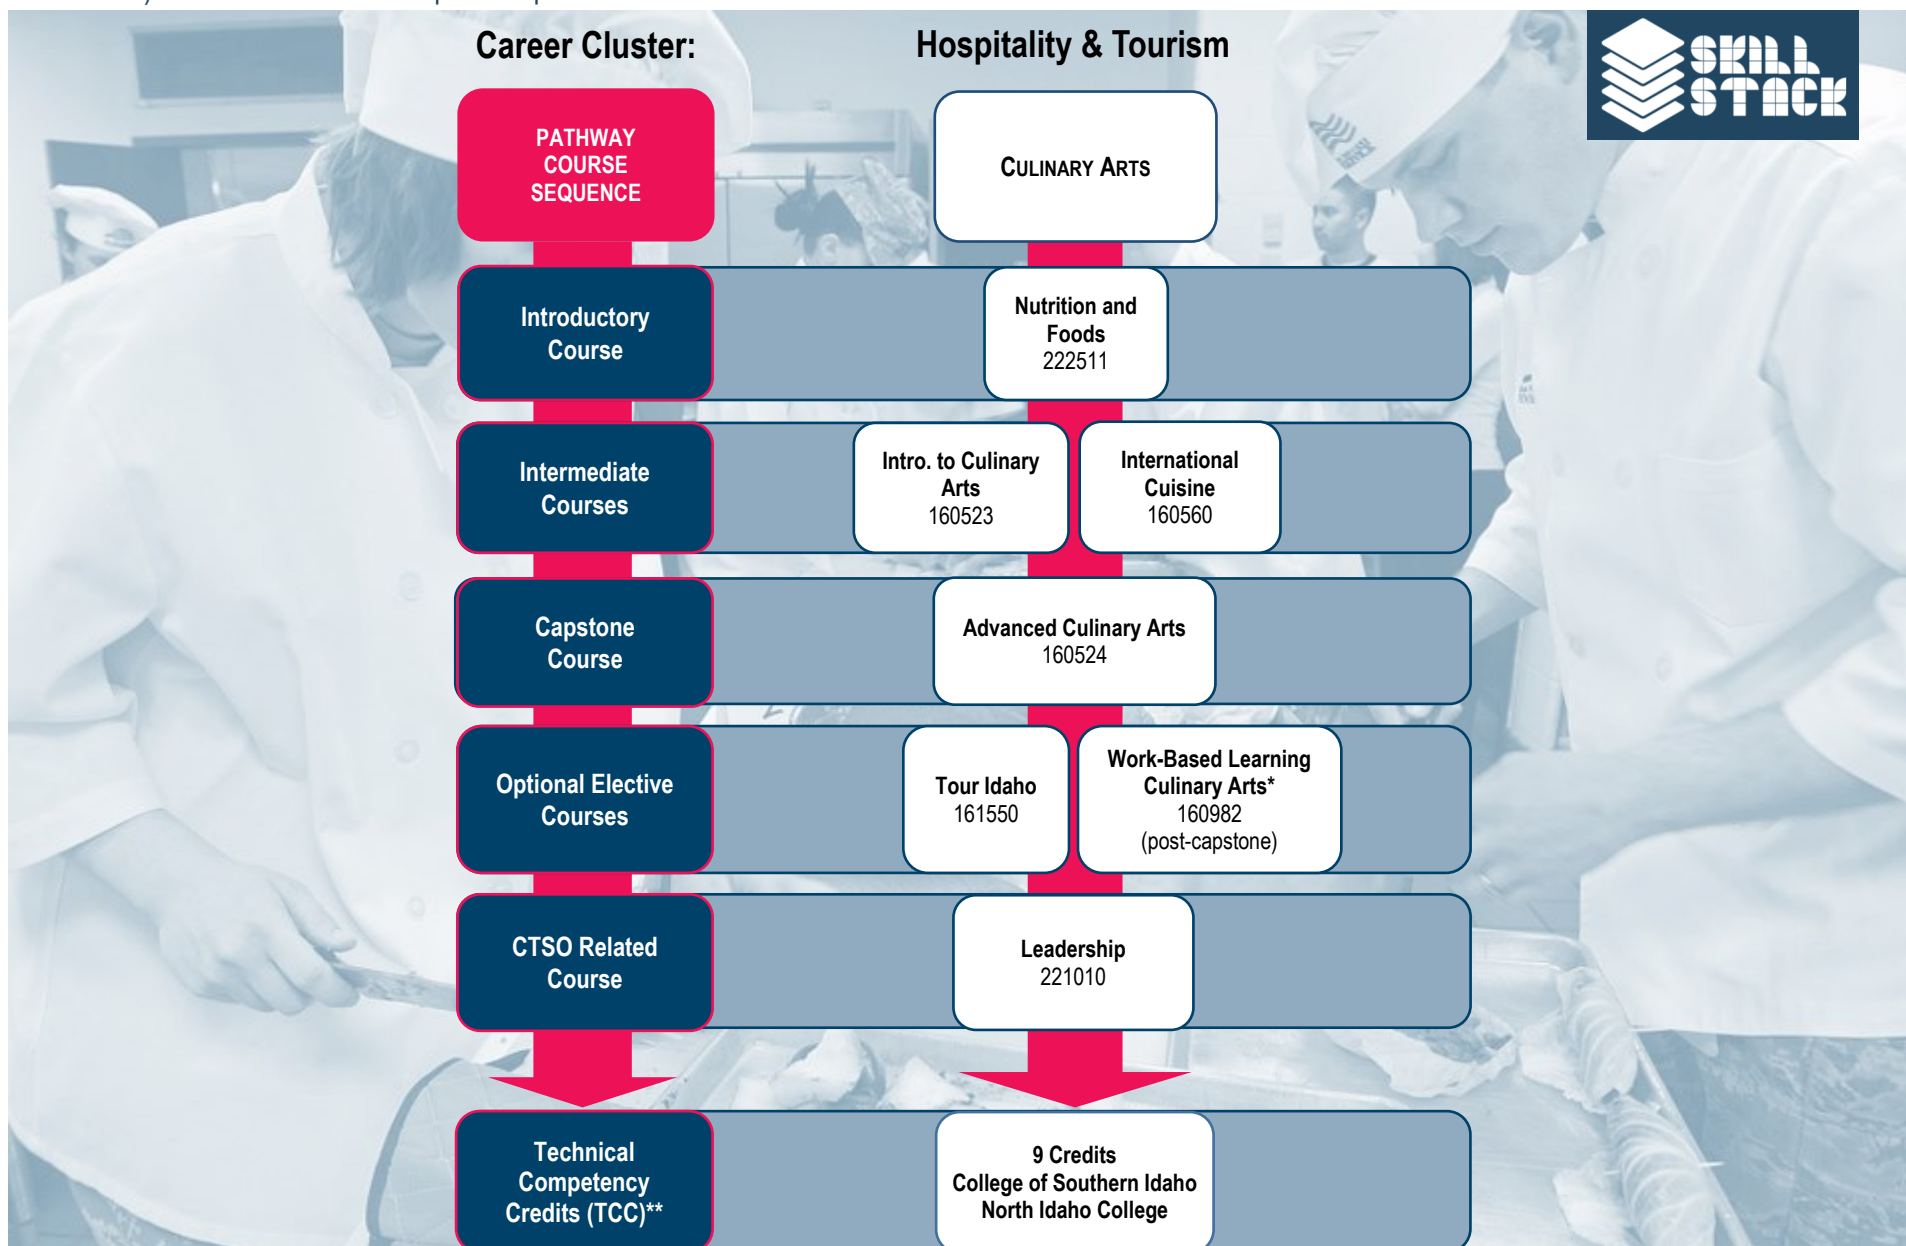 Career Cluster:
Hospitality & Tourism
SKILL
STACK
PATHWAY
COURSE
SEQUENCE
CULINARY ARTS
Introductory
Course
Nutrition and
Foods
222511
Intermediate
Courses
Intro. to Culinary
Arts
160523
International
Cuisine
160560
Capstone
Course
Advanced Culinary Arts
160524
Optional Elective
Courses
Tour Idaho
161550
Work-Based Learning
Culinary Arts*
160982
(post-capstone)
CTSO Related
Course
Leadership
221010
Technical
Competency
Credits (TCC)**
9 Credits
College of Southern Idaho
North Idaho College